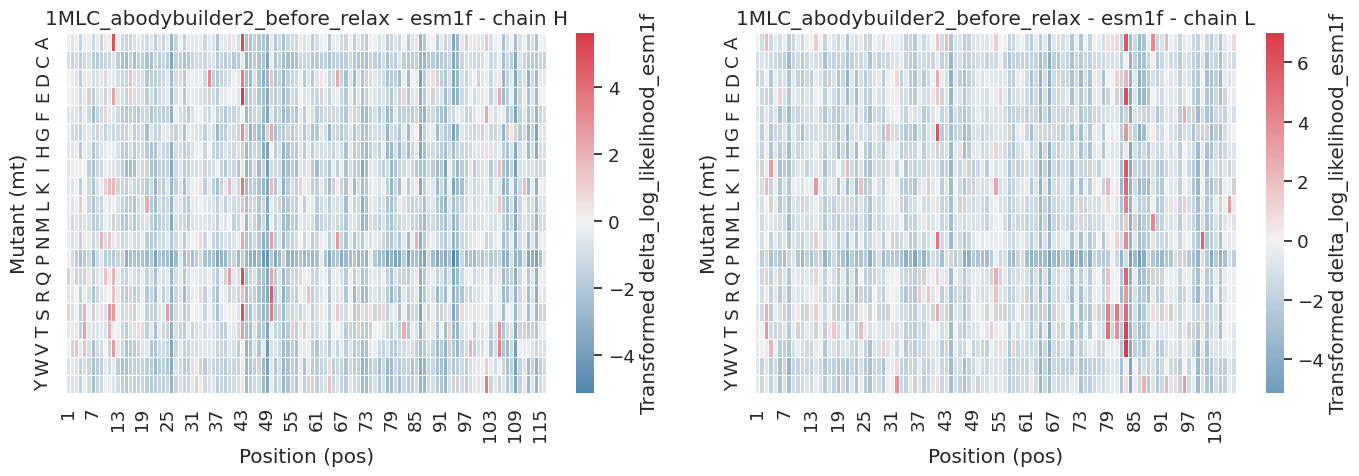 1MLC_abodybuilder2_before_relax - esm1f - chain H
Mutant (mt)
A
C
D
E
F
G
H
I
K
L
M
N
P
Q
R
S
T
V
W
Y
1 7 13 19 25 31 37 43 49 55 61 67 73 79 85 91 97 103 109 115
Position (pos)
4
2
0
−2
−4
Transformed delta_log_likelihood_esm1f
1MLC_abodybuilder2_before_relax - esm1f - chain L
Mutant (mt)
A
C
D
E
F
G
H
I
K
L
M
N
P
Q
R
S
T
V
W
Y
1 7 13 19 25 31 37 43 49 55 61 67 73 79 85 91 97 103
Position (pos)
6
4
2
0
−2
−4
Transformed delta_log_likelihood_esm1f